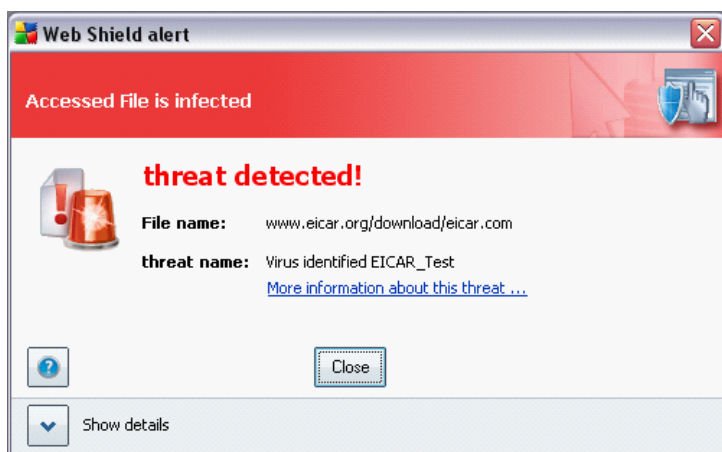 Web Shield alert
Accessed File is infected
threat detected!
File name: www.eicar.org/download/eicar.com
threat name: Virus identified EICAR_Test
More information about this threat ...
Close
Show details